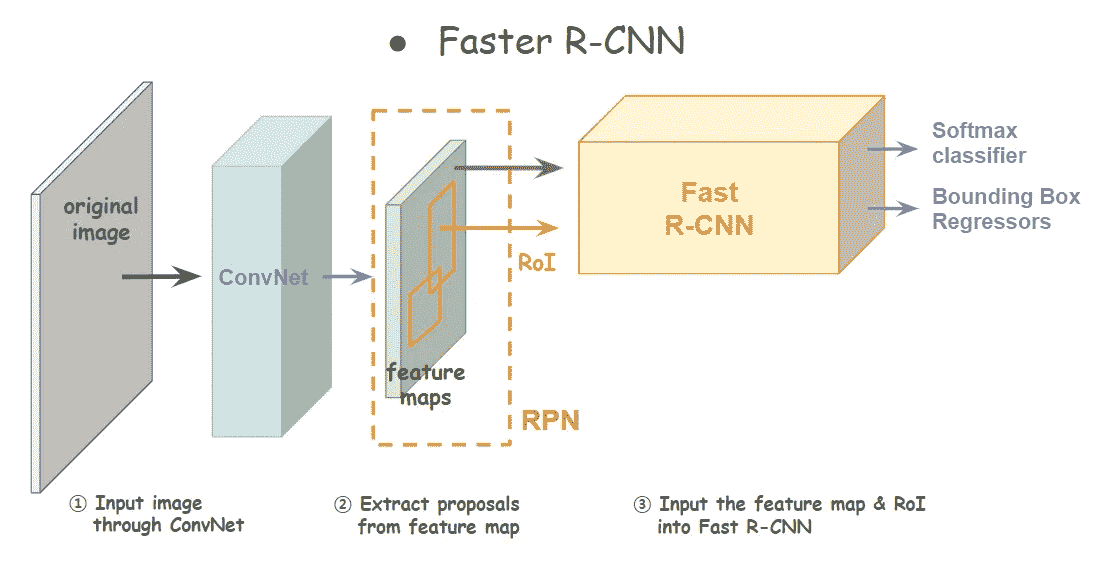 ● Faster R-CNN
original
image
ConvNet
feature
maps
RoI
RPN
Fast
R-CNN
Softmax
classifier
Bounding Box
Regressors
① Input image
through ConvNet
② Extract proposals
from feature map
③ Input the feature map & RoI
into Fast R-CNN